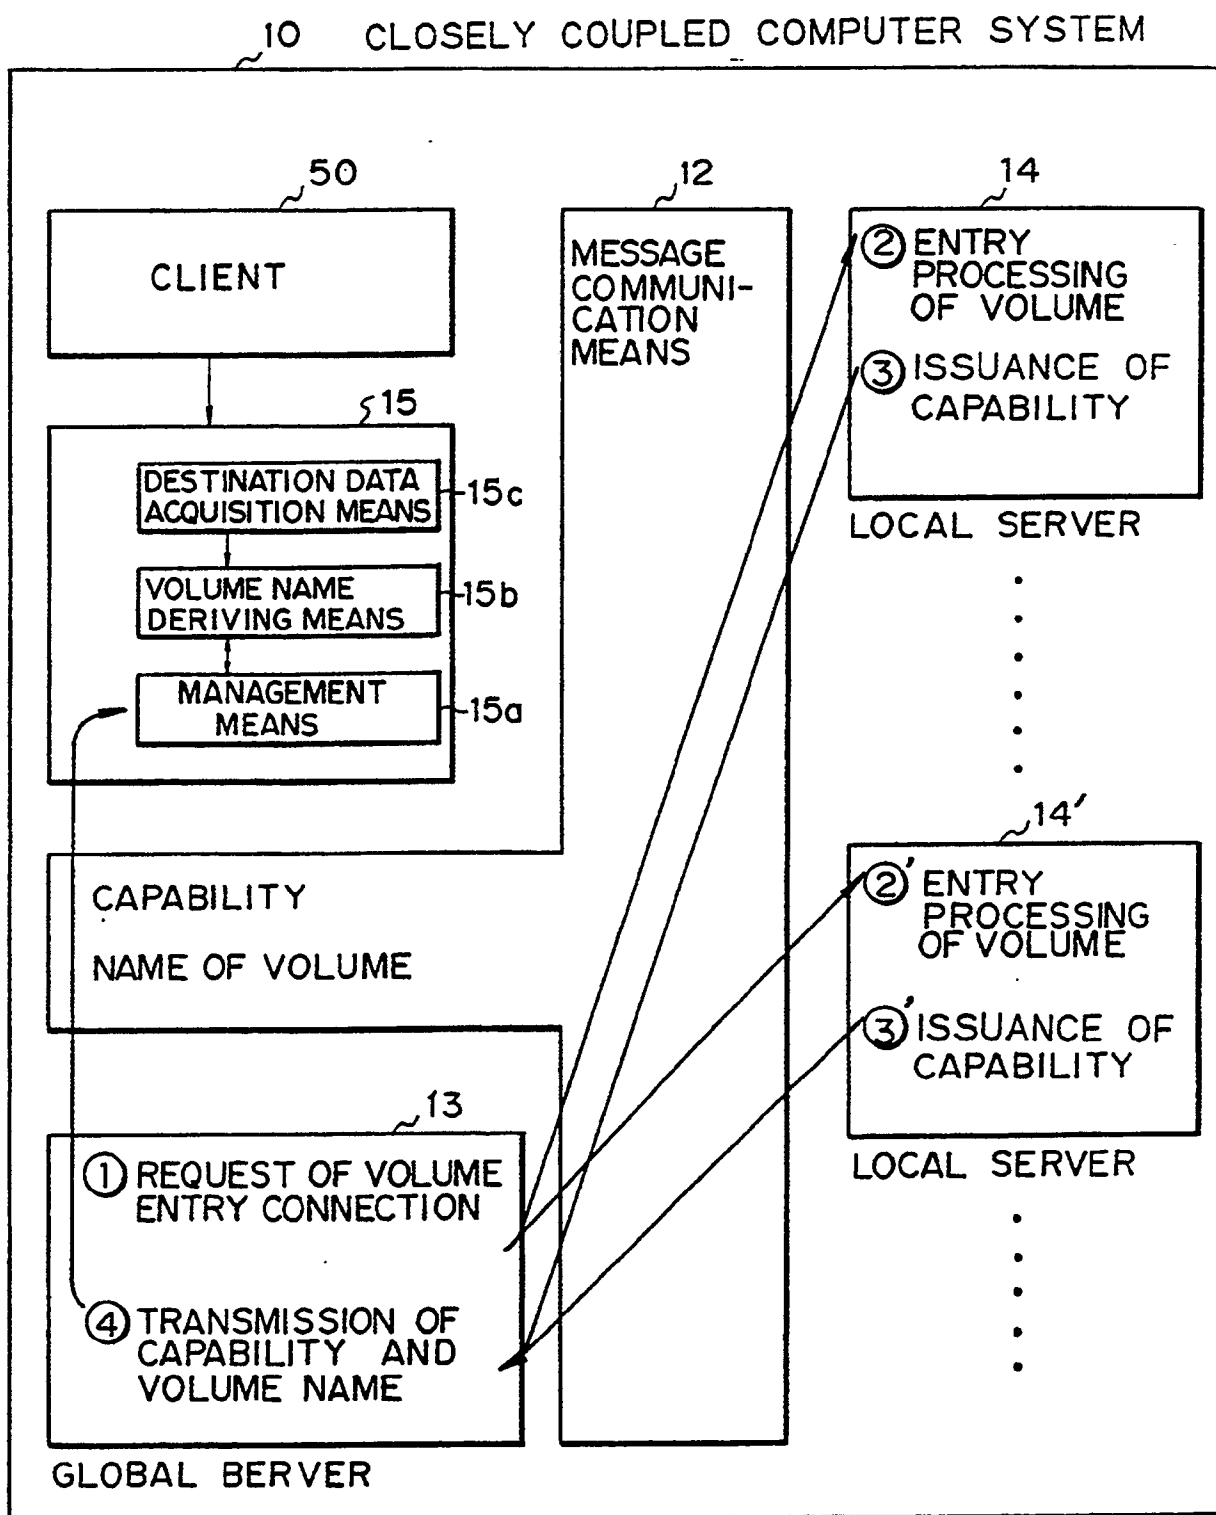 10 CLOSELY COUPLED COMPUTER SYSTEM
50
CLIENT
15
DESTINATION DATA
ACQUISITION MEANS
15c
VOLUME NAME
DERIVING MEANS
15b
MANAGEMENT
MEANS
15a
12
MESSAGE
COMMUNI-
CATION
MEANS
CAPABILITY
NAME OF VOLUME
13
① REQUEST OF VOLUME
ENTRY CONNECTION
④ TRANSMISSION OF
CAPABILITY AND
VOLUME NAME
GLOBAL BERVER
14
② ENTRY
PROCESSING
OF VOLUME
③ ISSUANCE OF
CAPABILITY
LOCAL SERVER
14'
②' ENTRY
PROCESSING
OF VOLUME
③' ISSUANCE OF
CAPABILITY
LOCAL SERVER